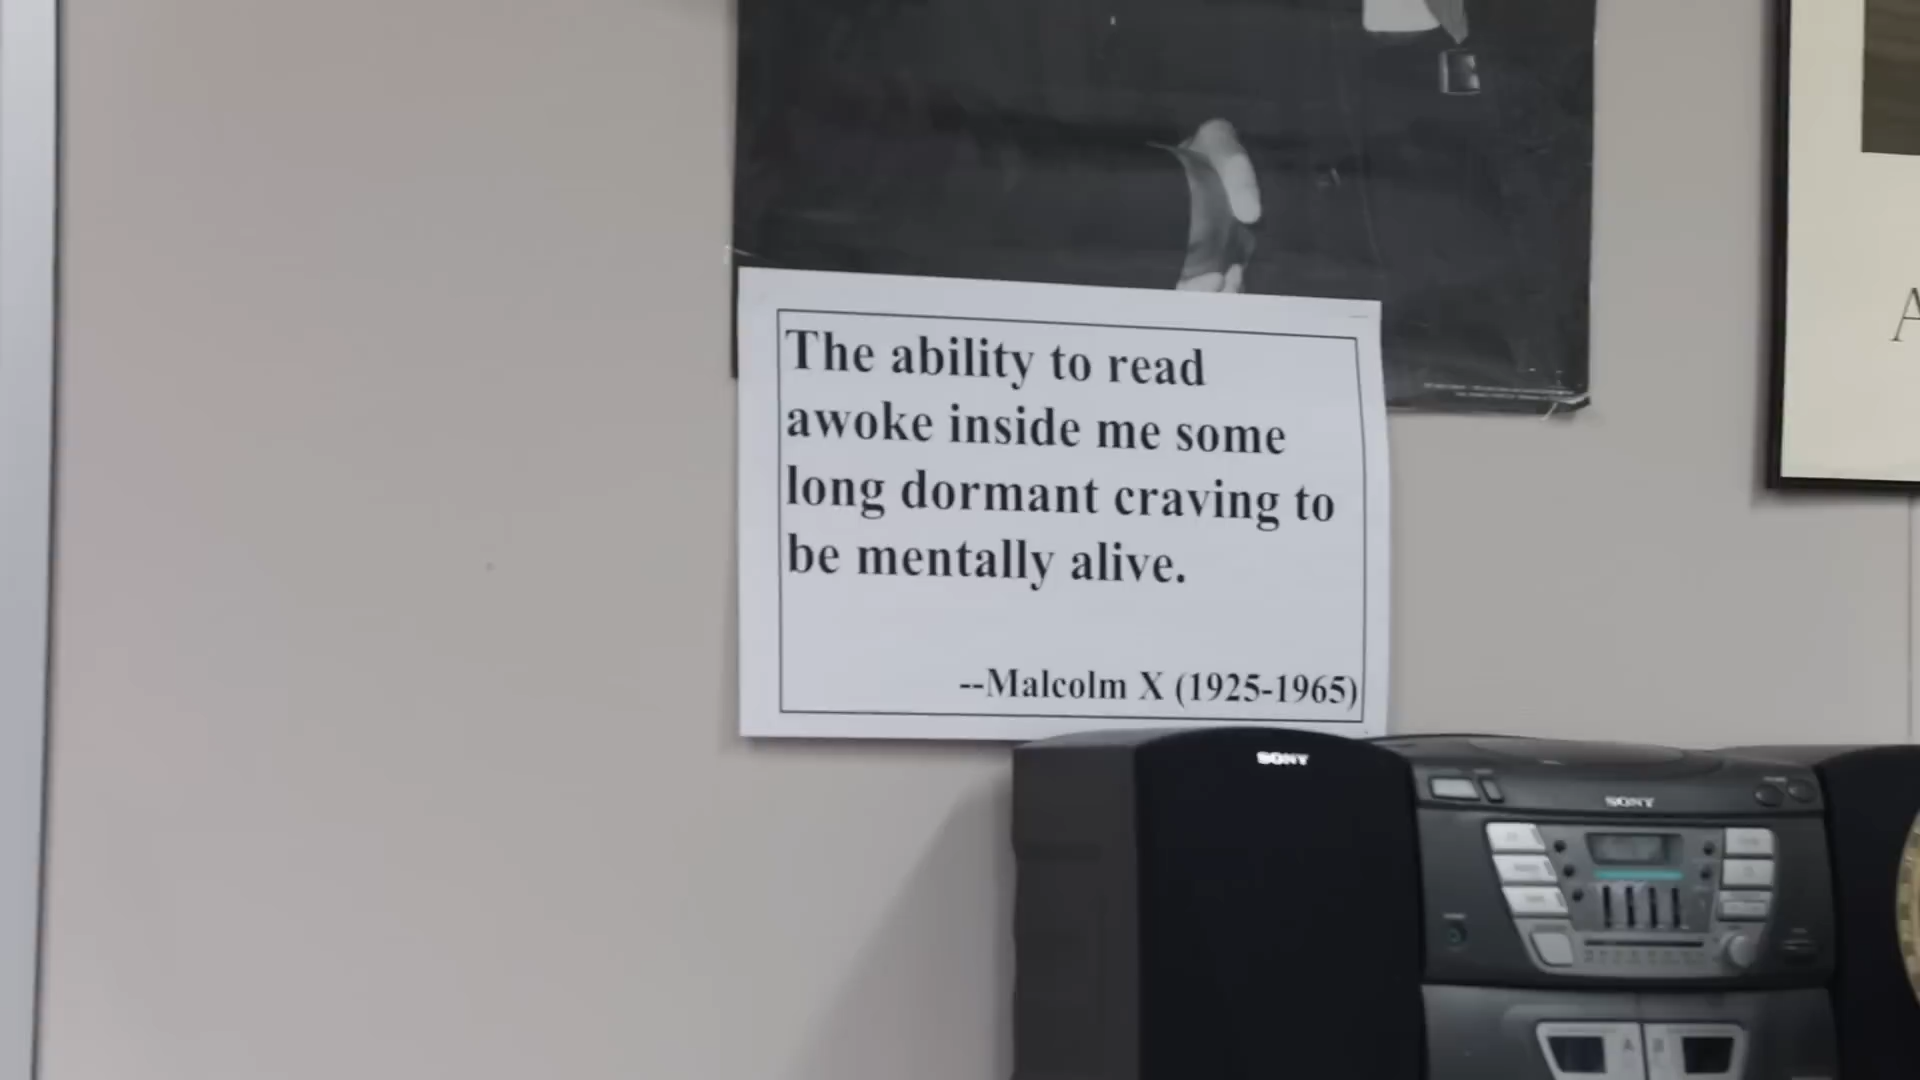 The ability to read
awoke inside me some
long dormant craving to
be mentally alive.
--Malcolm X (1925-1965)
A
SONY
SONY
A B